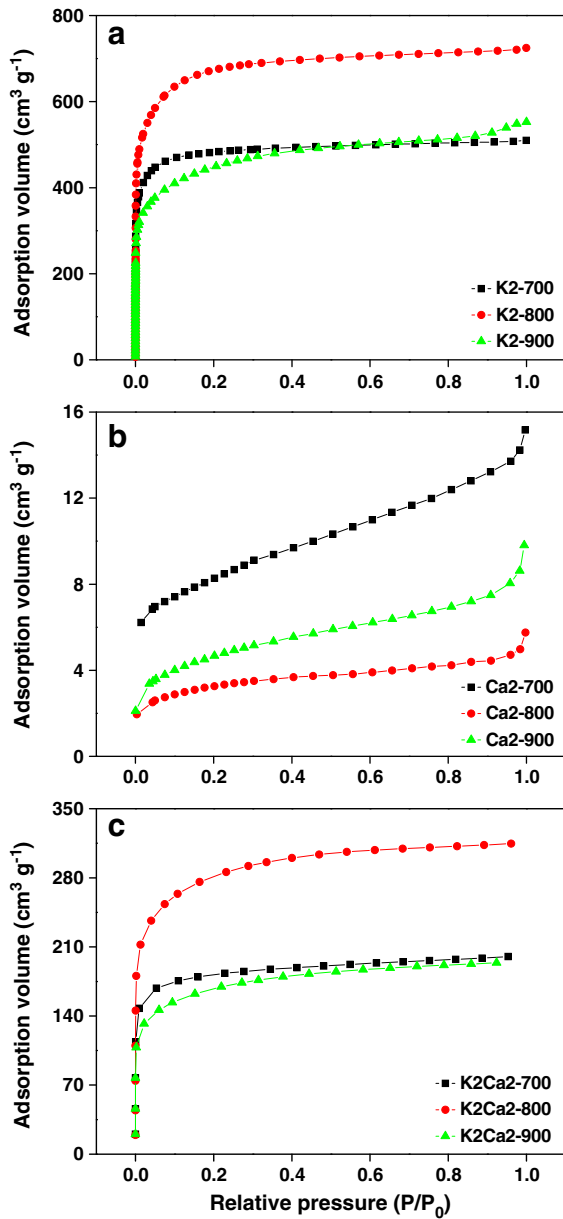 a
800
600
400
200
0
Adsorption volume (cm³ g⁻¹)
K2-700
K2-800
K2-900
0.0 0.2 0.4 0.6 0.8 1.0
b
16
12
8
4
0
Adsorption volume (cm³ g⁻¹)
Ca2-700
Ca2-800
Ca2-900
0.0 0.2 0.4 0.6 0.8 1.0
c
350
280
210
140
70
0
Adsorption volume (cm³ g⁻¹)
K2Ca2-700
K2Ca2-800
K2Ca2-900
0.0 0.2 0.4 0.6 0.8 1.0
Relative pressure (P/P₀)